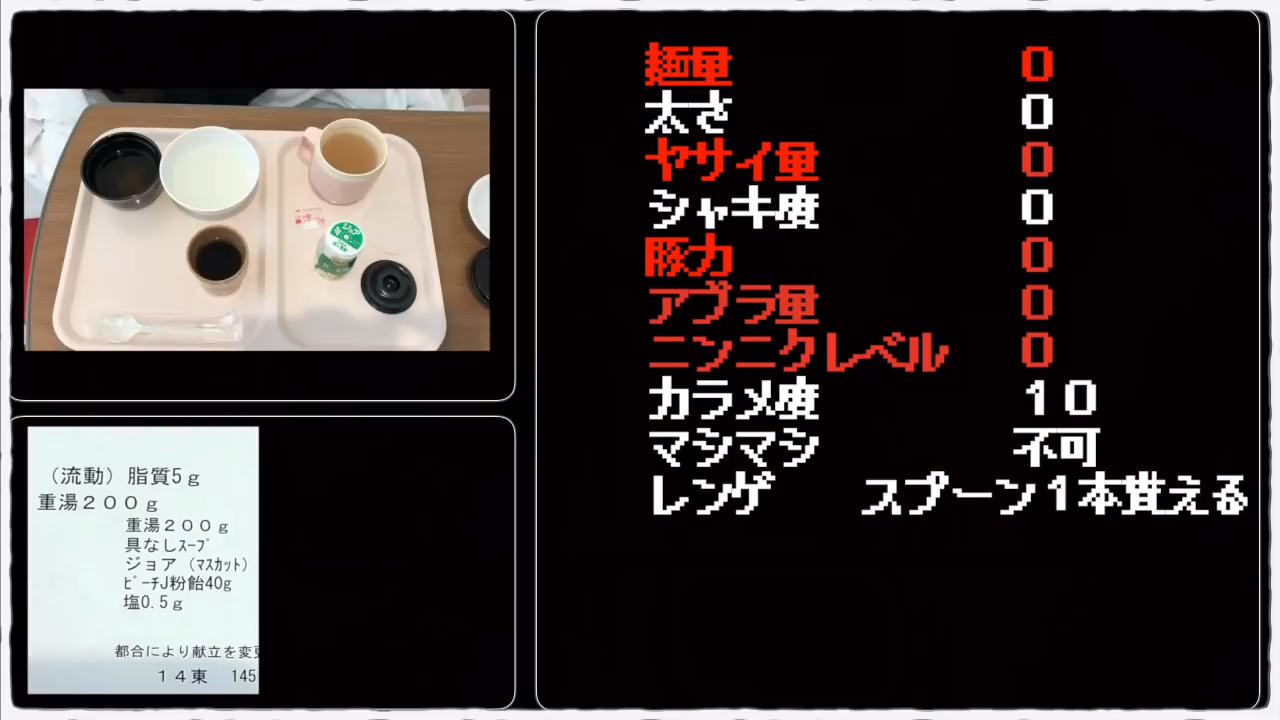 ジョア
（流動）脂質5ｇ
重湯２００ｇ
重湯２００ｇ
具なしｽｰﾌﾟ
ジョア（ﾏｽｶｯﾄ）
ﾋﾟｰﾁJ粉飴40g
塩0.5ｇ
都合により献立を変更
１４東 145
麺量 0
太さ 0
ヤサイ量 0
シャキ度 0
豚力 0
アブラ量 0
ニンニクレベル 0
カラメ度 10
マシマシ 不可
レンゲ スプーン1本貰える